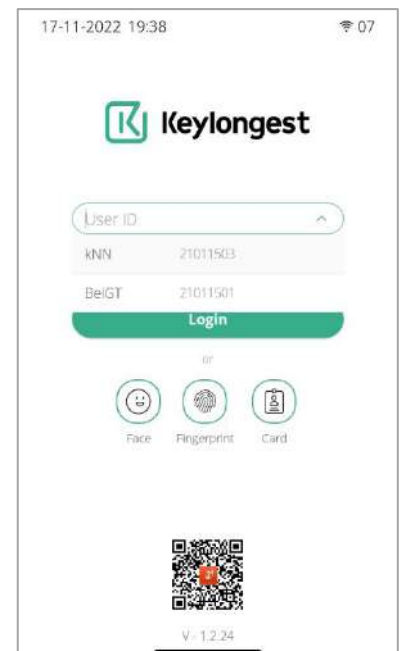 17-11-2022 19:38 07
Keylongest
User ID
kNN 21011503
BelGT 21011501
Login
or
Face Fingerprint Card
V - 1.2.24